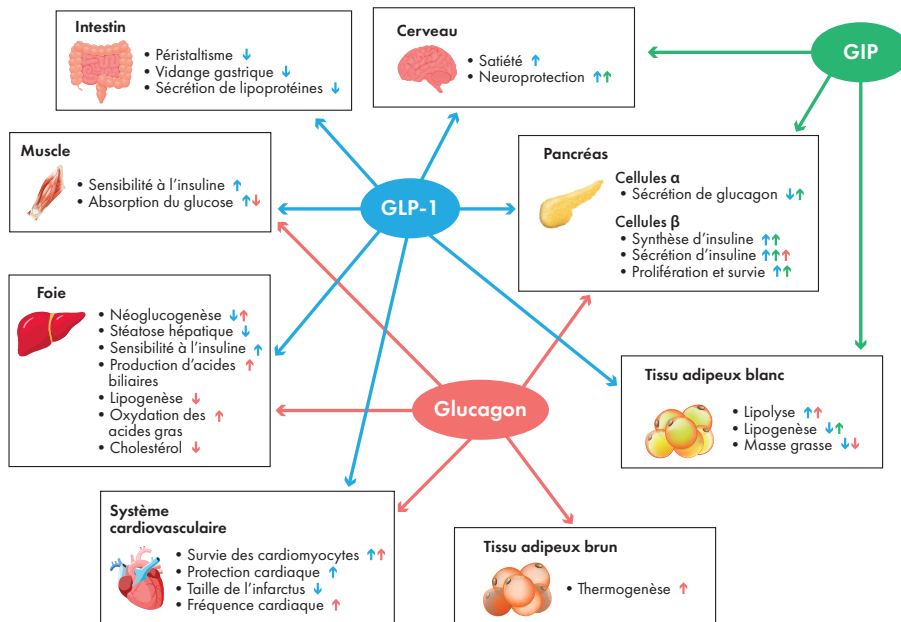 Intestin
• Péristaltisme ↓
• Vidange gastrique ↓
• Sécrétion de lipoprotéines ↓
Cerveau
• Satiété ↑
• Neuroprotection ↑↑
GIP
Muscle
• Sensibilité à l'insuline ↑
• Absorption du glucose ↑↓
GLP-1
Pancréas
Cellules α
• Sécrétion de glucagon ↓↑
Cellules β
• Synthèse d'insuline ↑↑
• Sécrétion d'insuline ↑↑↑
• Prolifération et survie ↑↑
Foie
• Néoglucogenèse ↓↑
• Stéatose hépatique ↓
• Sensibilité à l'insuline ↑
• Production d'acides ↑
biliaires
• Lipogenèse ↓
• Oxydation des ↑
acides gras
• Cholestérol ↓
Glucagon
Tissu adipeux blanc
• Lipolyse ↑↑
• Lipogenèse ↓↑
• Masse grasse ↓↓
Système
cardiovasculaire
• Survie des cardiomyocytes ↑↑
• Protection cardiaque ↑
• Taille de l'infarctus ↓
• Fréquence cardiaque ↑
Tissu adipeux brun
• Thermogenèse ↑